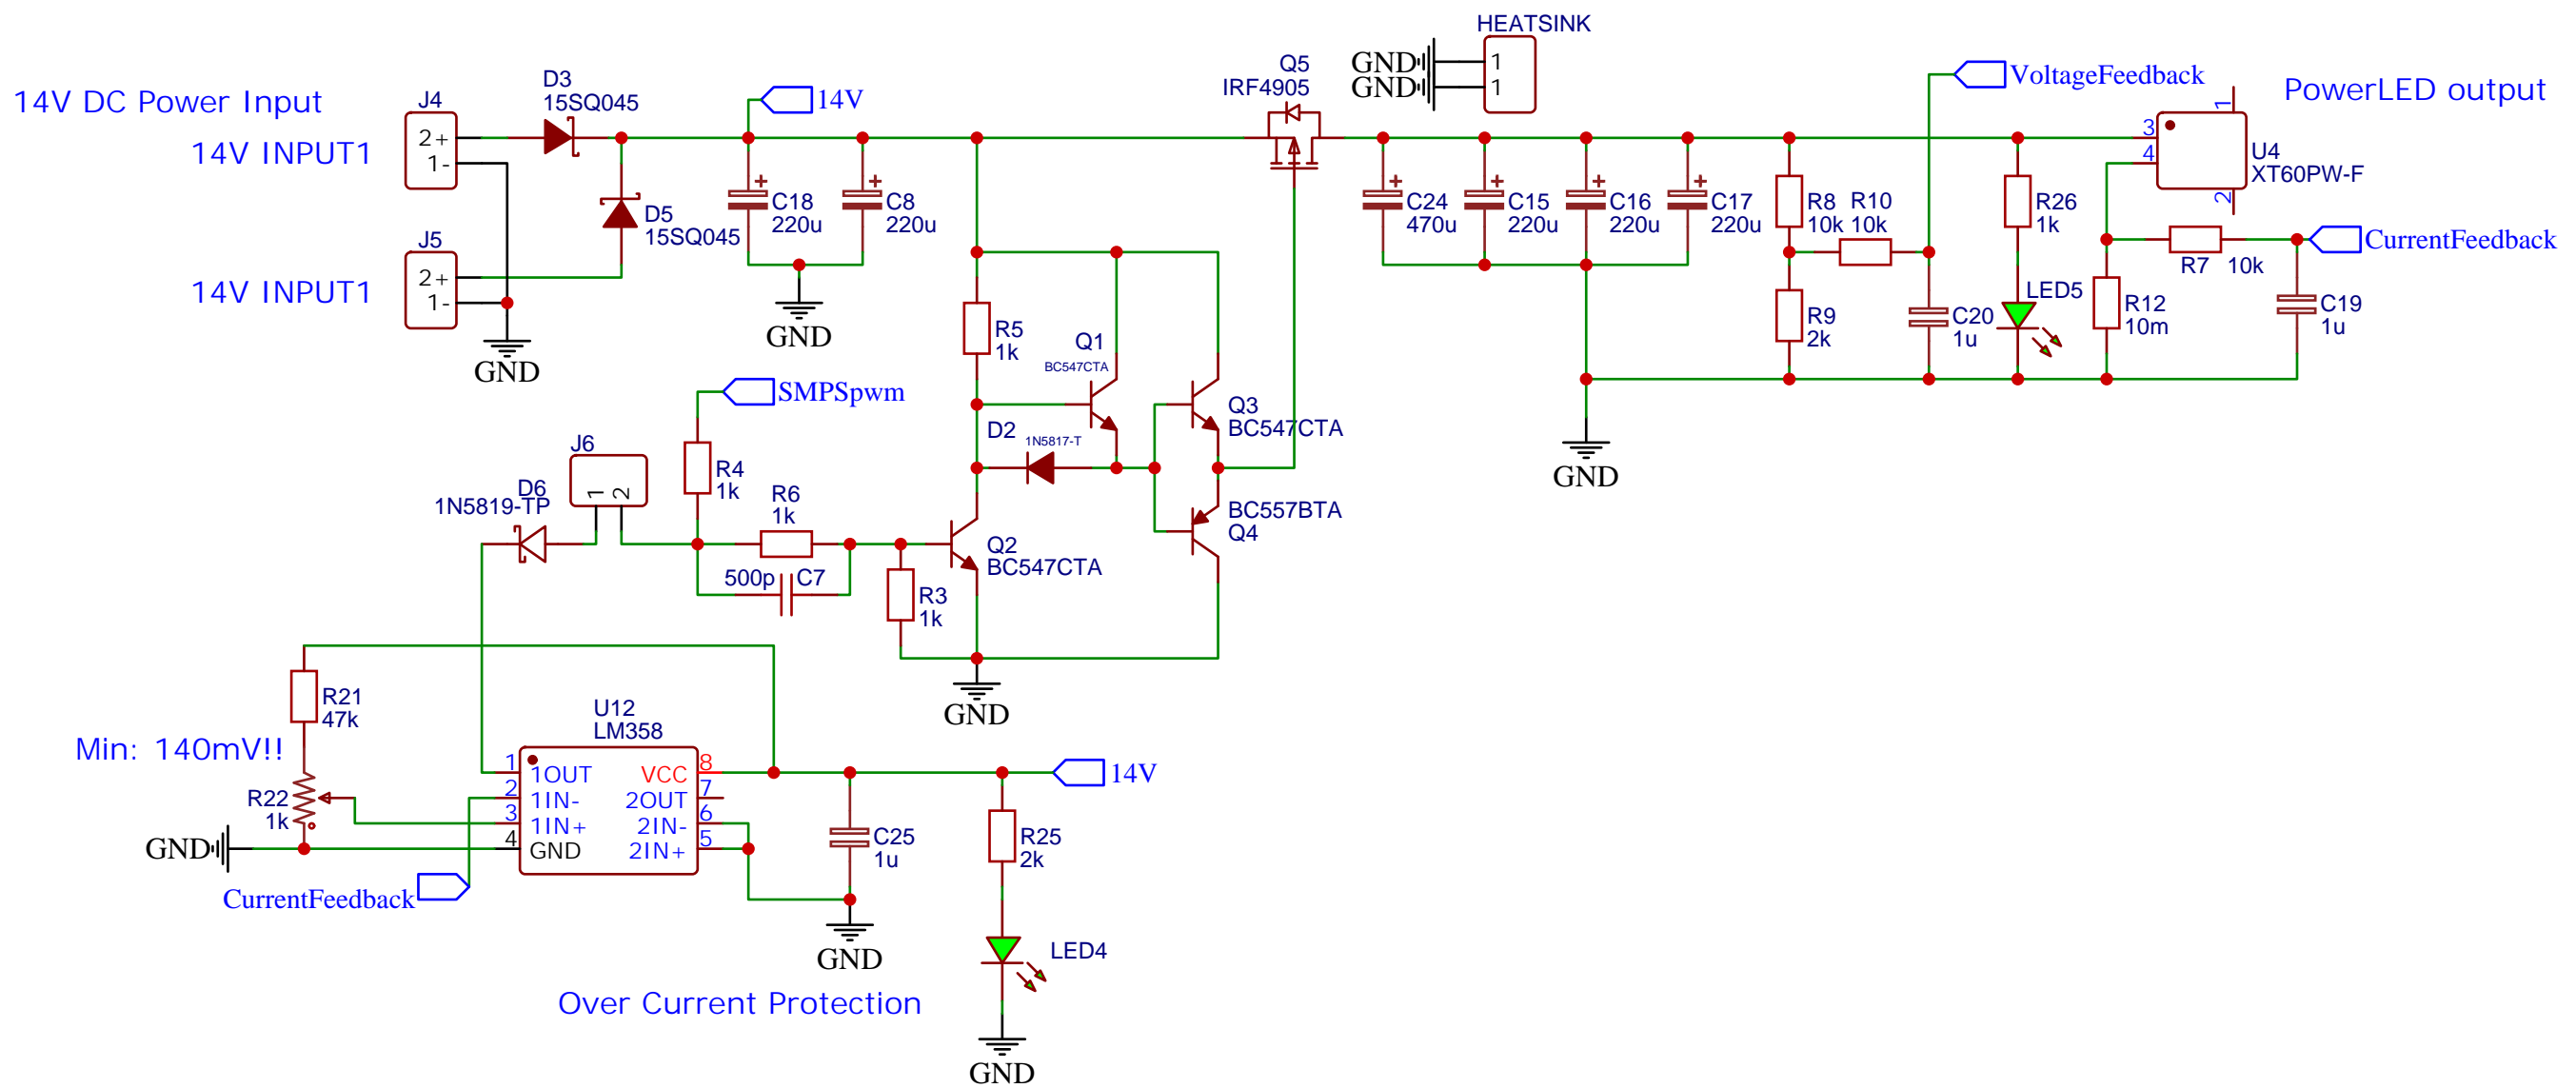 HEATSINK
GND
1
GND
1
Q5
IRF4905
VoltageFeedback
PowerLED output
14V DC Power Input
J4
D3
15SQ045
14V
2+
1-
14V INPUT1
1
3
4
2
U4
XT60PW-F
D5
15SQ045
C18
220u
C8
220u
C24
470u
C15
220u
C16
220u
C17
220u
R8
10k
R10
10k
R26
1k
CurrentFeedback
R7 10k
J5
2+
1-
14V INPUT1
GND
GND
R5
1k
Q1
BC547CTA
R9
2k
C20
1u
LED5
R12
10m
C19
1u
SMPSpwm
D2
1N5817-T
Q3
BC547CTA
GND
J6
1
2
D6
1N5819-TP
R4
1k
R6
1k
BC557BTA
Q4
Q2
BC547CTA
500p C7
R3
1k
GND
R21
47k
U12
LM358
Min: 140mV!!
R22
1k
GND
1
2
3
4
1OUT
1IN-
1IN+
GND
VCC
2OUT
2IN-
2IN+
8
7
6
5
14V
C25
1u
R25
2k
CurrentFeedback
GND
LED4
Over Current Protection
GND